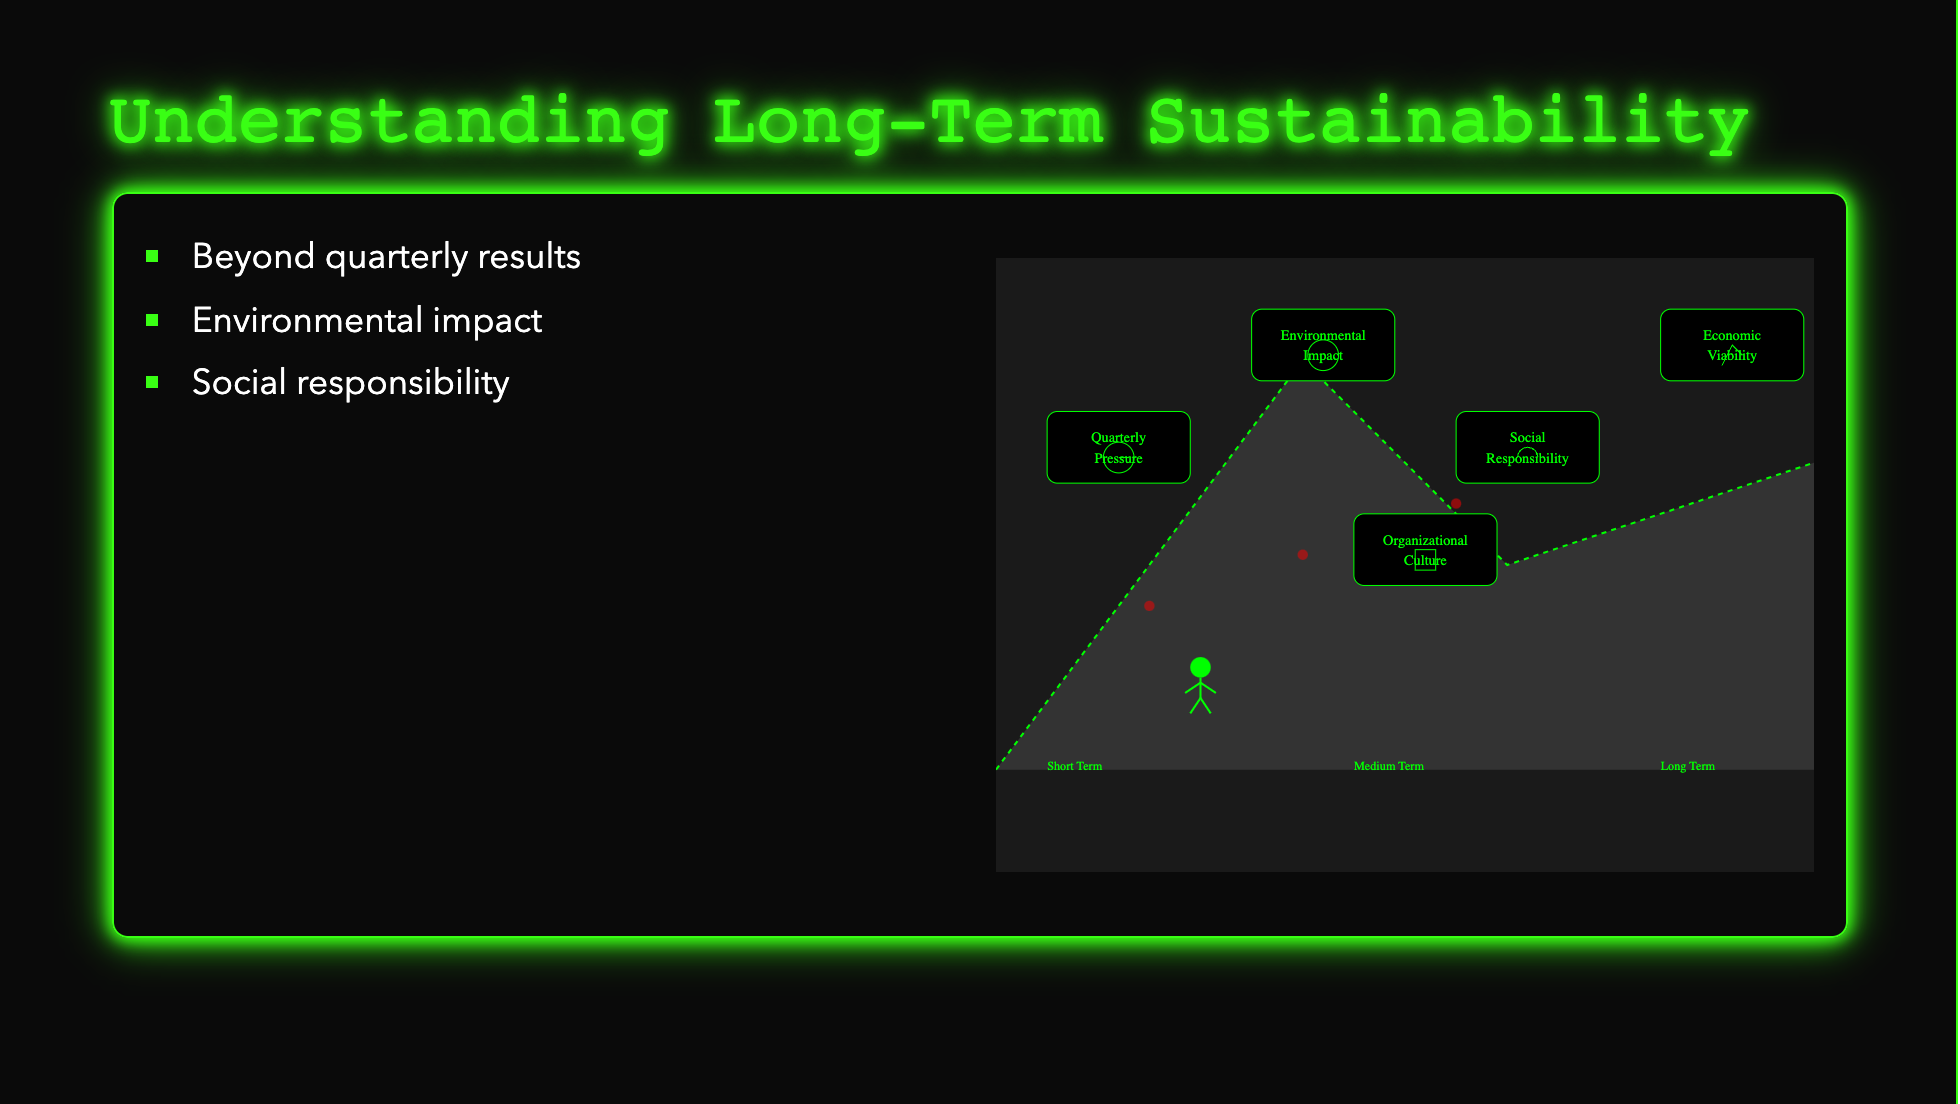 Understanding Long-Term Sustainability
Beyond quarterly results
Environmental impact
Social responsibility
Environmental
Impact
Economic
Viability
Quarterly
Pressure
Social
Responsibility
Organizational
Culture
Short Term
Medium Term
Long Term